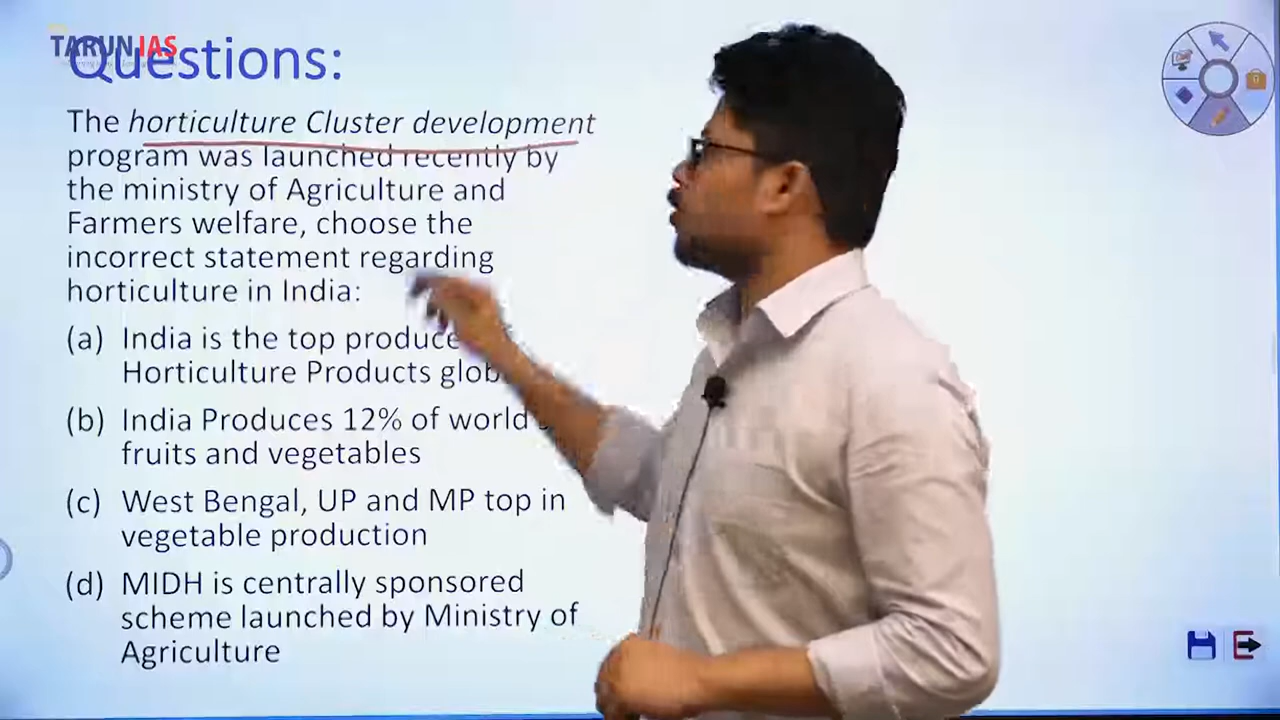 TARUN IAS
Questions:
The horticulture Cluster development
program was launched recently by
the ministry of Agriculture and
Farmers welfare, choose the
incorrect statement regarding
horticulture in India:
(a) India is the top
Horticulture Products
(b) India Produces 12% of world
fruits and vegetables
(c) West Bengal, UP and MP top in
vegetable production
(d) MIDH is centrally sponsored
scheme launched by Ministry of
Agriculture